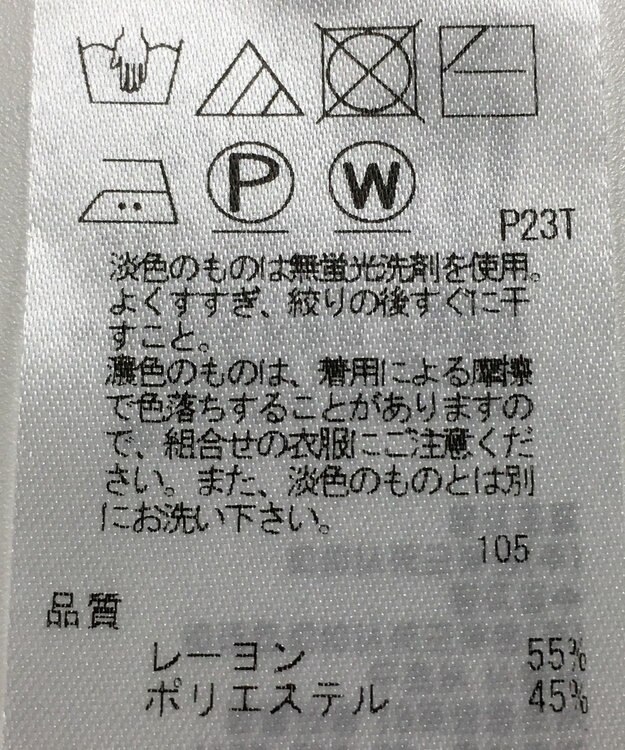 P
W
P23T
淡色のものは無蛍光洗剤を使用。
よくすすぎ、絞りの後すぐに干
すこと。
濃色のものは、着用による摩擦
で色落ちすることがありますの
で、組合せの衣服にご注意くだ
さい。また、淡色のものとは別
にお洗い下さい。
105
品質
レーヨン 55%
ポリエステル 45%